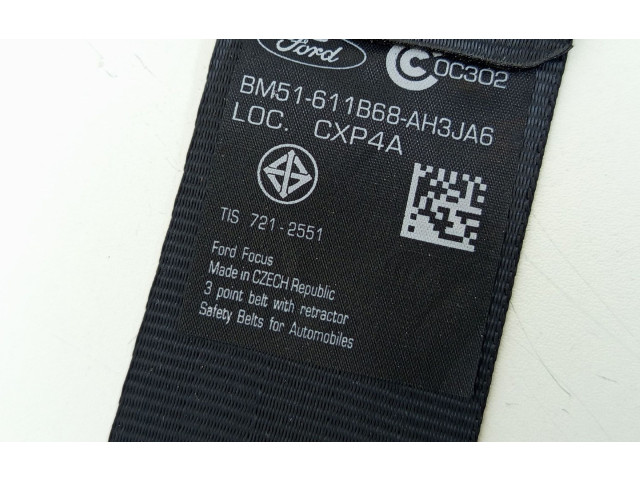 Ford
C 0C302
BM51-611B68-AH3JA6
LOC. CXP4A
TIS 721-2551
Ford Focus
Made in CZECH Republic
3 point belt with retractor
Safety Belts for Automobiles